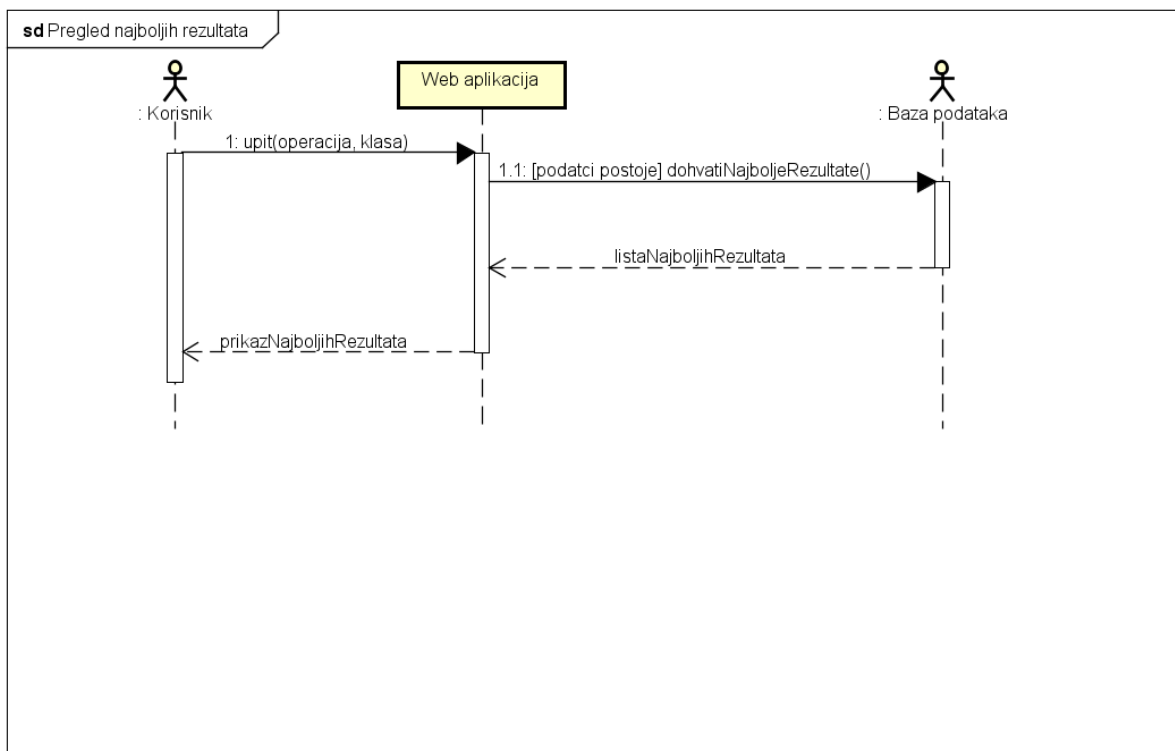 sd Pregled najboljih rezultata
: Korisnik
Web aplikacija
: Baza podataka
1: upit(operacija, klasa)
1.1: [podatci postoje] dohvatiNajboljeRezultate()
listaNajboljihRezultata
prikazNajboljihRezultata